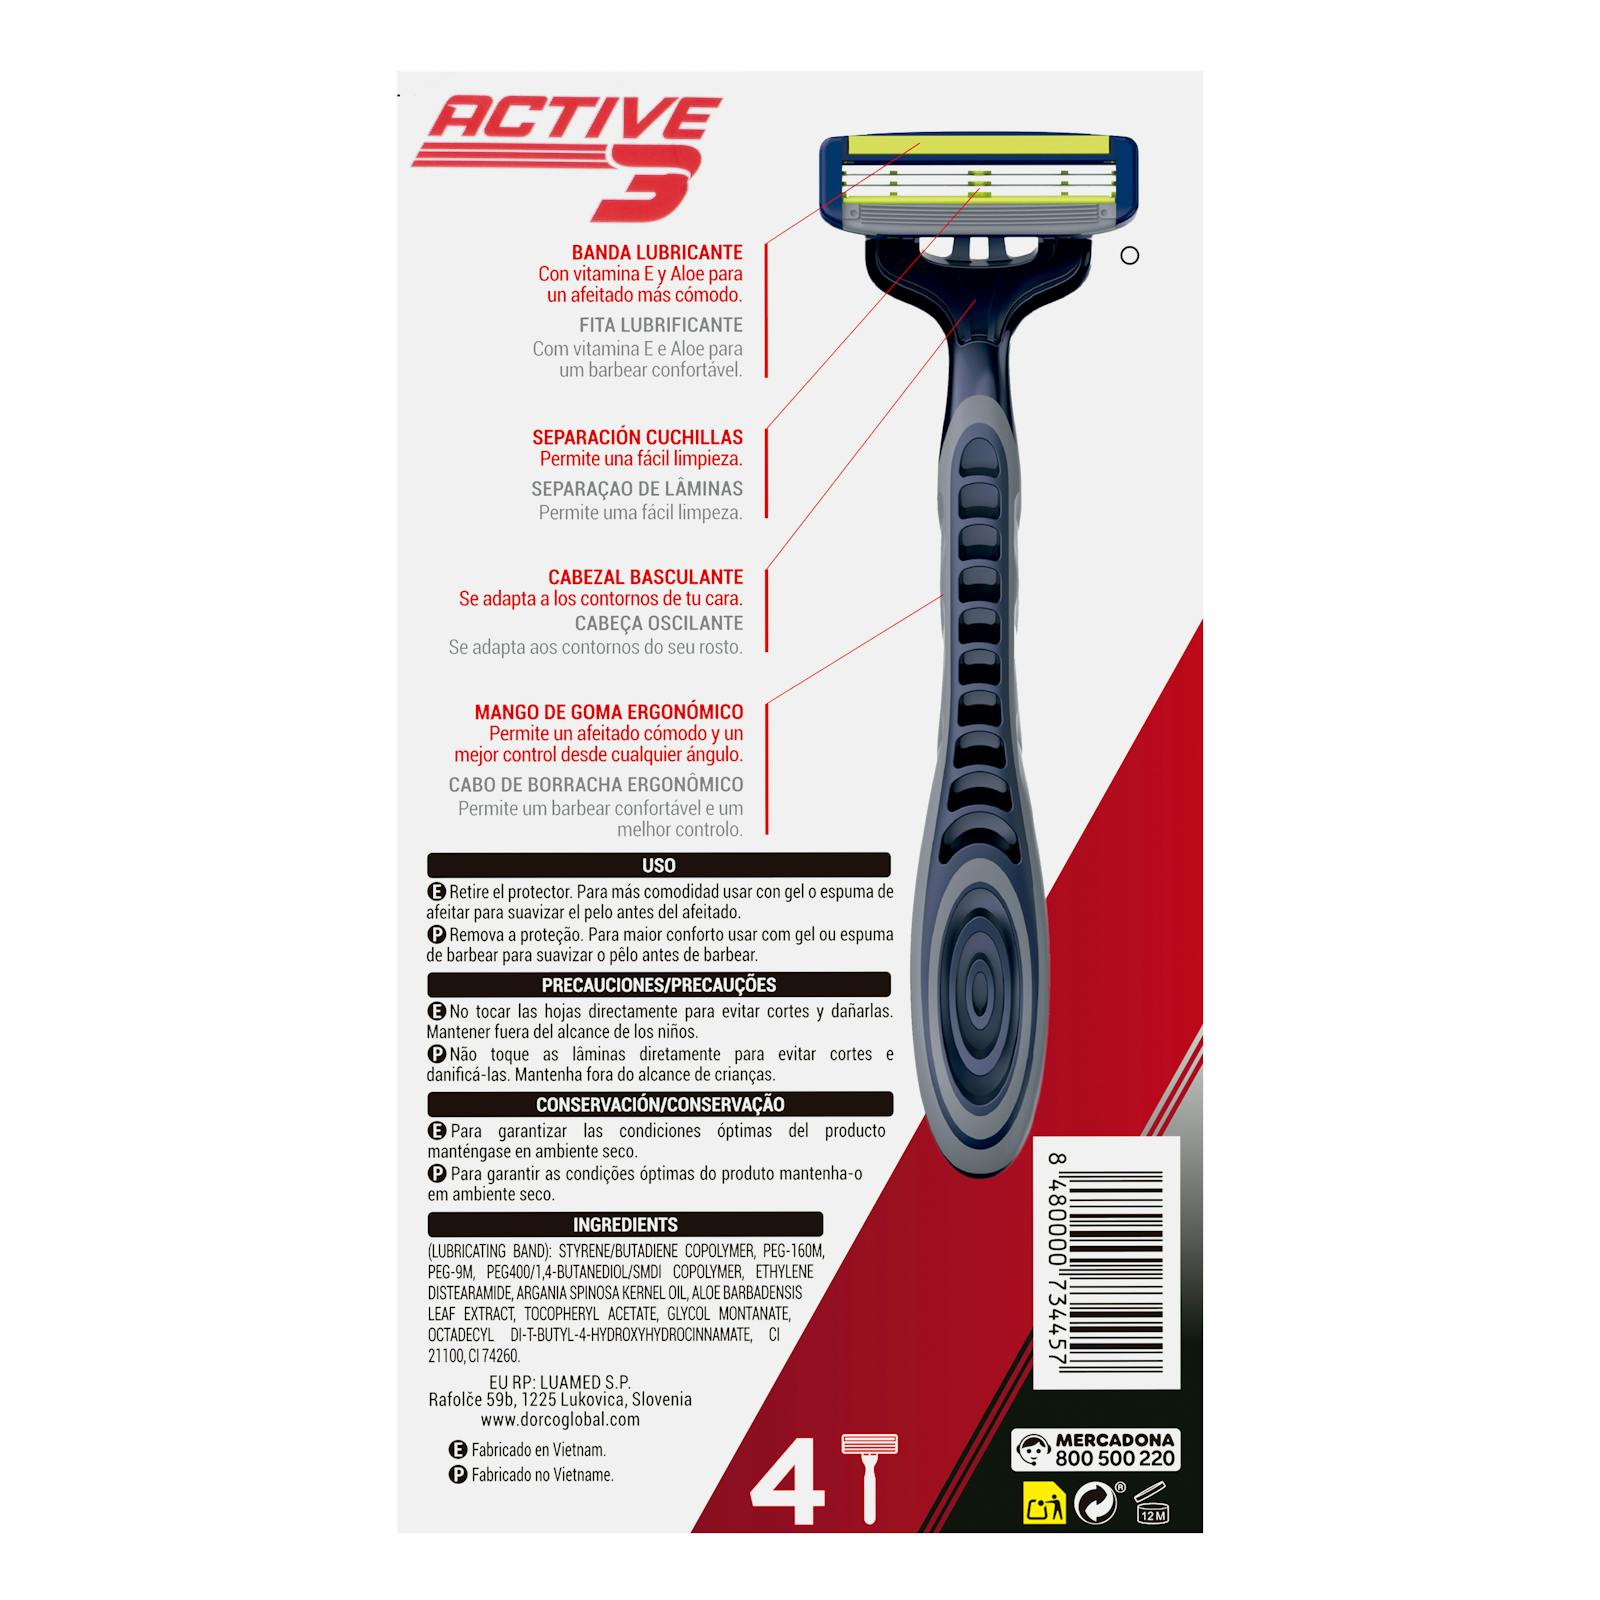 ACTIVE
3
BANDA LUBRICANTE
Con vitamina E y Aloe para
un afeitado más cómodo.
FITA LUBRIFICANTE
Com vitamina E e Aloe para
um barbear confortável.
SEPARACIÓN CUCHILLAS
Permite una fácil limpieza.
SEPARAÇAO DE LÂMINAS
Permite uma fácil limpeza.
CABEZAL BASCULANTE
Se adapta a los contornos de tu cara.
CABEÇA OSCILANTE
Se adapta aos contornos do seu rosto.
MANGO DE GOMA ERGONÓMICO
Permite un afeitado cómodo y un
mejor control desde cualquier ángulo.
CABO DE BORRACHA ERGONÔMICO
Permite um barbear confortável e um
melhor controlo.
USO
E Retire el protector. Para más comodidad usar con gel o espuma de
afeitar para suavizar el pelo antes del afeitado.
P Remova a proteção. Para maior conforto usar com gel ou espuma
de barbear para suavizar o pêlo antes de barbear.
PRECAUCIONES/PRECAUÇÕES
E No tocar las hojas directamente para evitar cortes y dañarlas.
Mantener fuera del alcance de los niños.
P Não toque as lâminas diretamente para evitar cortes e
danificá-las. Mantenha fora do alcance de crianças.
CONSERVACIÓN/CONSERVAÇÃO
E Para garantizar las condiciones óptimas del producto
manténgase en ambiente seco.
P Para garantir as condições óptimas do produto mantenha-o
em ambiente seco.
INGREDIENTS
(LUBRICATING BAND): STYRENE/BUTADIENE COPOLYMER, PEG-160M,
PEG-9M, PEG400/1,4-BUTANEDIOL/SMDI COPOLYMER, ETHYLENE
DISTEARAMIDE, ARGANIA SPINOSA KERNEL OIL, ALOE BARBADENSIS
LEAF EXTRACT, TOCOPHERYL ACETATE, GLYCOL MONTANATE,
OCTADECYL DI-T-BUTYL-4-HYDROXYHYDROCINNAMATE, CI
21100, CI 74260.
EU RP: LUAMED S.P.
Rafolče 59b, 1225 Lukovica, Slovenia
www.dorcoglobal.com
E Fabricado en Vietnam.
P Fabricado no Vietname.
4
8 480000 734457
MERCADONA
800 500 220
®
12 M